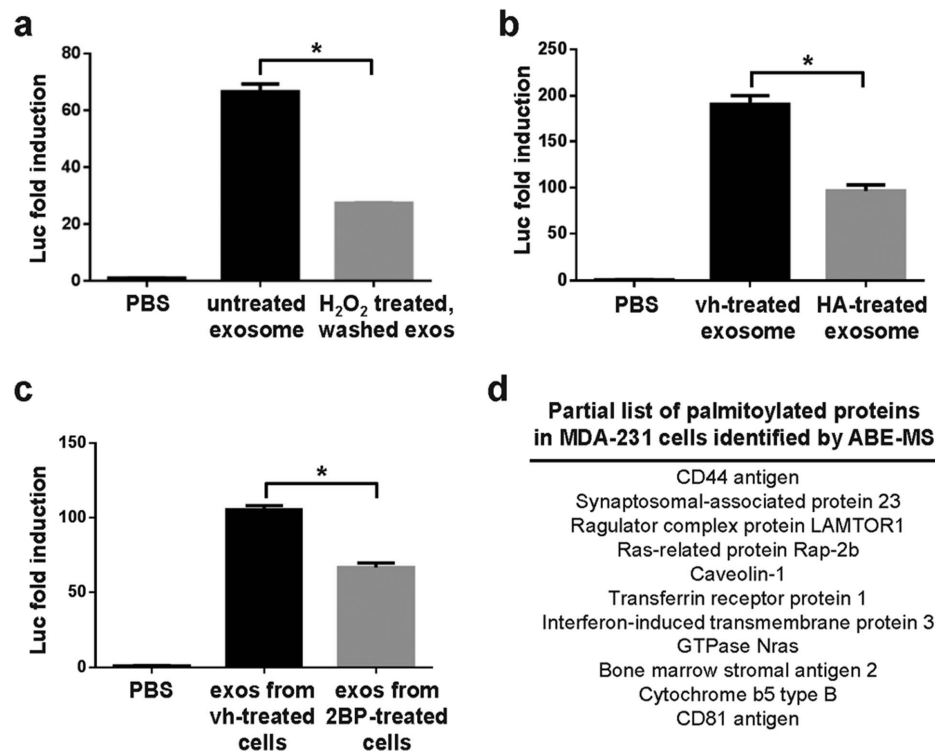 a
Luc fold induction
80
60
40
20
0
*
PBS
untreated
exosome
H₂O₂ treated,
washed exos
b
Luc fold induction
250
200
150
100
50
0
*
PBS
vh-treated
exosome
HA-treated
exosome
c
Luc fold induction
150
100
50
0
*
PBS
exos from
vh-treated
cells
exos from
2BP-treated
cells
d
Partial list of palmitoylated proteins
in MDA-231 cells identified by ABE-MS
CD44 antigen
Synaptosomal-associated protein 23
Ragulator complex protein LAMTOR1
Ras-related protein Rap-2b
Caveolin-1
Transferrin receptor protein 1
Interferon-induced transmembrane protein 3
GTPase Nras
Bone marrow stromal antigen 2
Cytochrome b5 type B
CD81 antigen